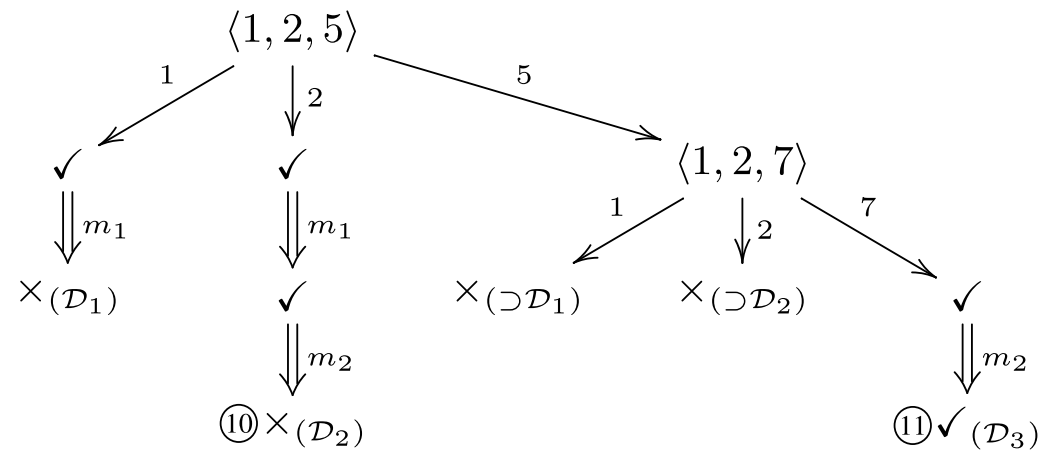 ⟨1, 2, 5⟩
1 2 5
✓ ✓ ⟨1, 2, 7⟩
m₁ m₁ 1 2 7
×(𝒟₁) ✓ ×(⊃𝒟₁) ×(⊃𝒟₂) ✓
m₂ m₂
⑩×(𝒟₂) ⑪✓(𝒟₃)